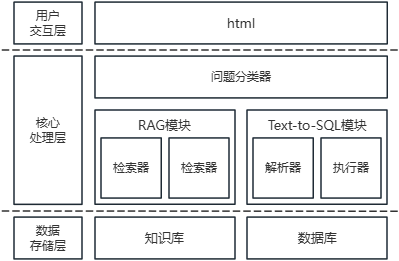 用户
交互层
html
核心
处理层
问题分类器
RAG模块
检索器
检索器
Text-to-SQL模块
解析器
执行器
数据
存储层
知识库
数据库